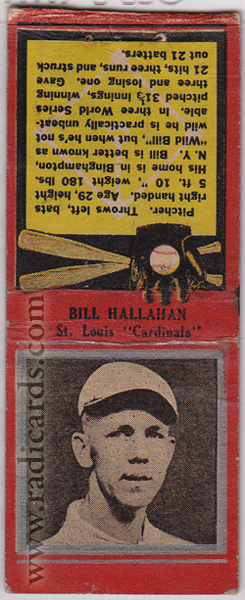 Pitcher. Throws left, bats,
right handed. Age 29, height
5 ft. 10 ", weight 180 lbs.
His home is in Binghampton,
N. Y. Bill is better known as
"Wild" Bill", but when he's not
wild he is practically unbeat-
able. In three World Series
pitched 31⅓ innings, winning
three and losing one. Gave
21 hits, three runs, and struck
out 21 batters.
BILL HALLAHAN
St. Louis "Cardinals"
www.radicards.com